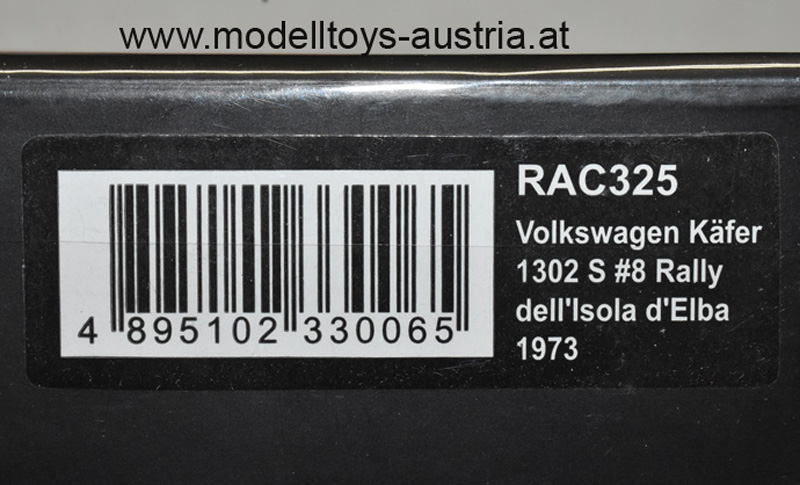 www.modelltoys-austria.at
RAC325
Volkswagen Käfer
1302 S #8 Rally
dell'Isola d'Elba
1973
4 895102 330065